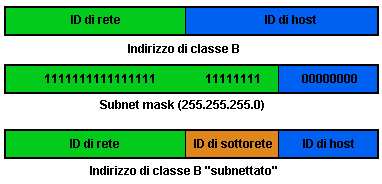 ID di rete ID di host
Indirizzo di classe B
1111111111111111 11111111 00000000
Subnet mask (255.255.255.0)
ID di rete ID di sottorete ID di host
Indirizzo di classe B "subnettato"